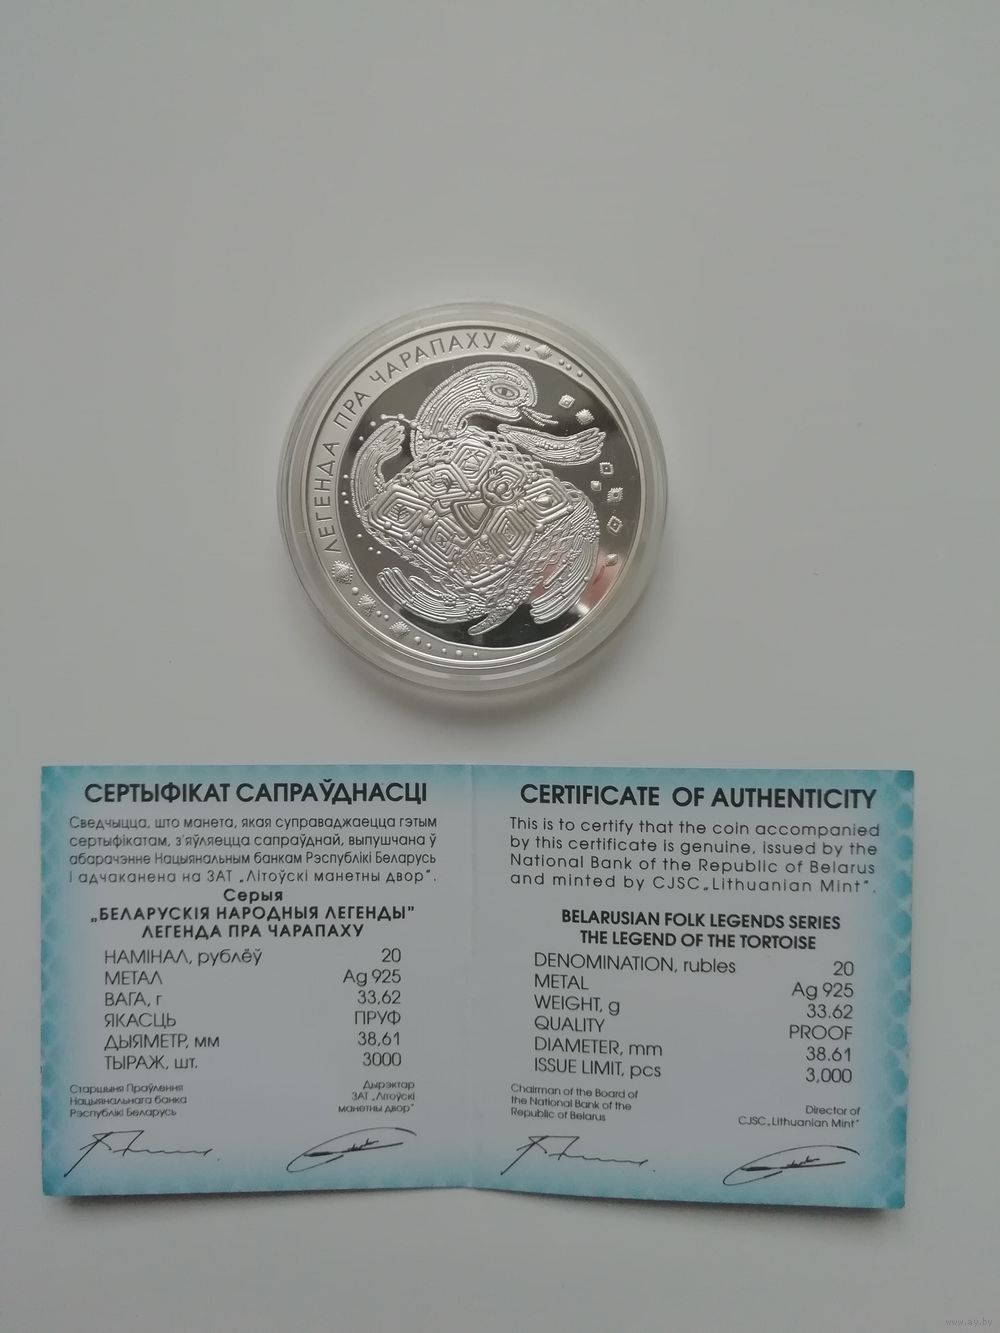 ЛЕГЕНДА ПРА ЧАРАПАХУ
СЕРТЫФІКАТ САПРАЎДНАСЦІ
Сведчыцца, што манета, якая суправаджаецца гэтым
сертыфікатам, з'яўляецца сапраўднай, выпушчана ў
абарачэнне Нацыянальным банкам Рэспублікі Беларусь
і адчаканена на ЗАТ „Літоўскі манетны двор".
Серыя
„БЕЛАРУСКІЯ НАРОДНЫЯ ЛЕГЕНДЫ"
ЛЕГЕНДА ПРА ЧАРАПАХУ
НАМІНАЛ, рублёў 20
МЕТАЛ Ag 925
ВАГА, г 33,62
ЯКАСЦЬ ПРУФ
ДЫЯМЕТР, мм 38,61
ТЫРАЖ, шт. 3000
Старшыня Праўлення
Нацыянальнага банка
Рэспублікі Беларусь
Дырэктар
ЗАТ „Літоўскі
манетны двор"
CERTIFICATE OF AUTHENTICITY
This is to certify that the coin accompanied
by this certificate is genuine, issued by the
National Bank of the Republic of Belarus
and minted by CJSC„Lithuanian Mint".
BELARUSIAN FOLK LEGENDS SERIES
THE LEGEND OF THE TORTOISE
DENOMINATION, rubles 20
METAL Ag 925
WEIGHT, g 33.62
QUALITY PROOF
DIAMETER, mm 38.61
ISSUE LIMIT, pcs 3,000
Chairman of the Board of
the National Bank of the
Republic of Belarus
Director of
CJSC„Lithuanian Mint"
www.ay.by